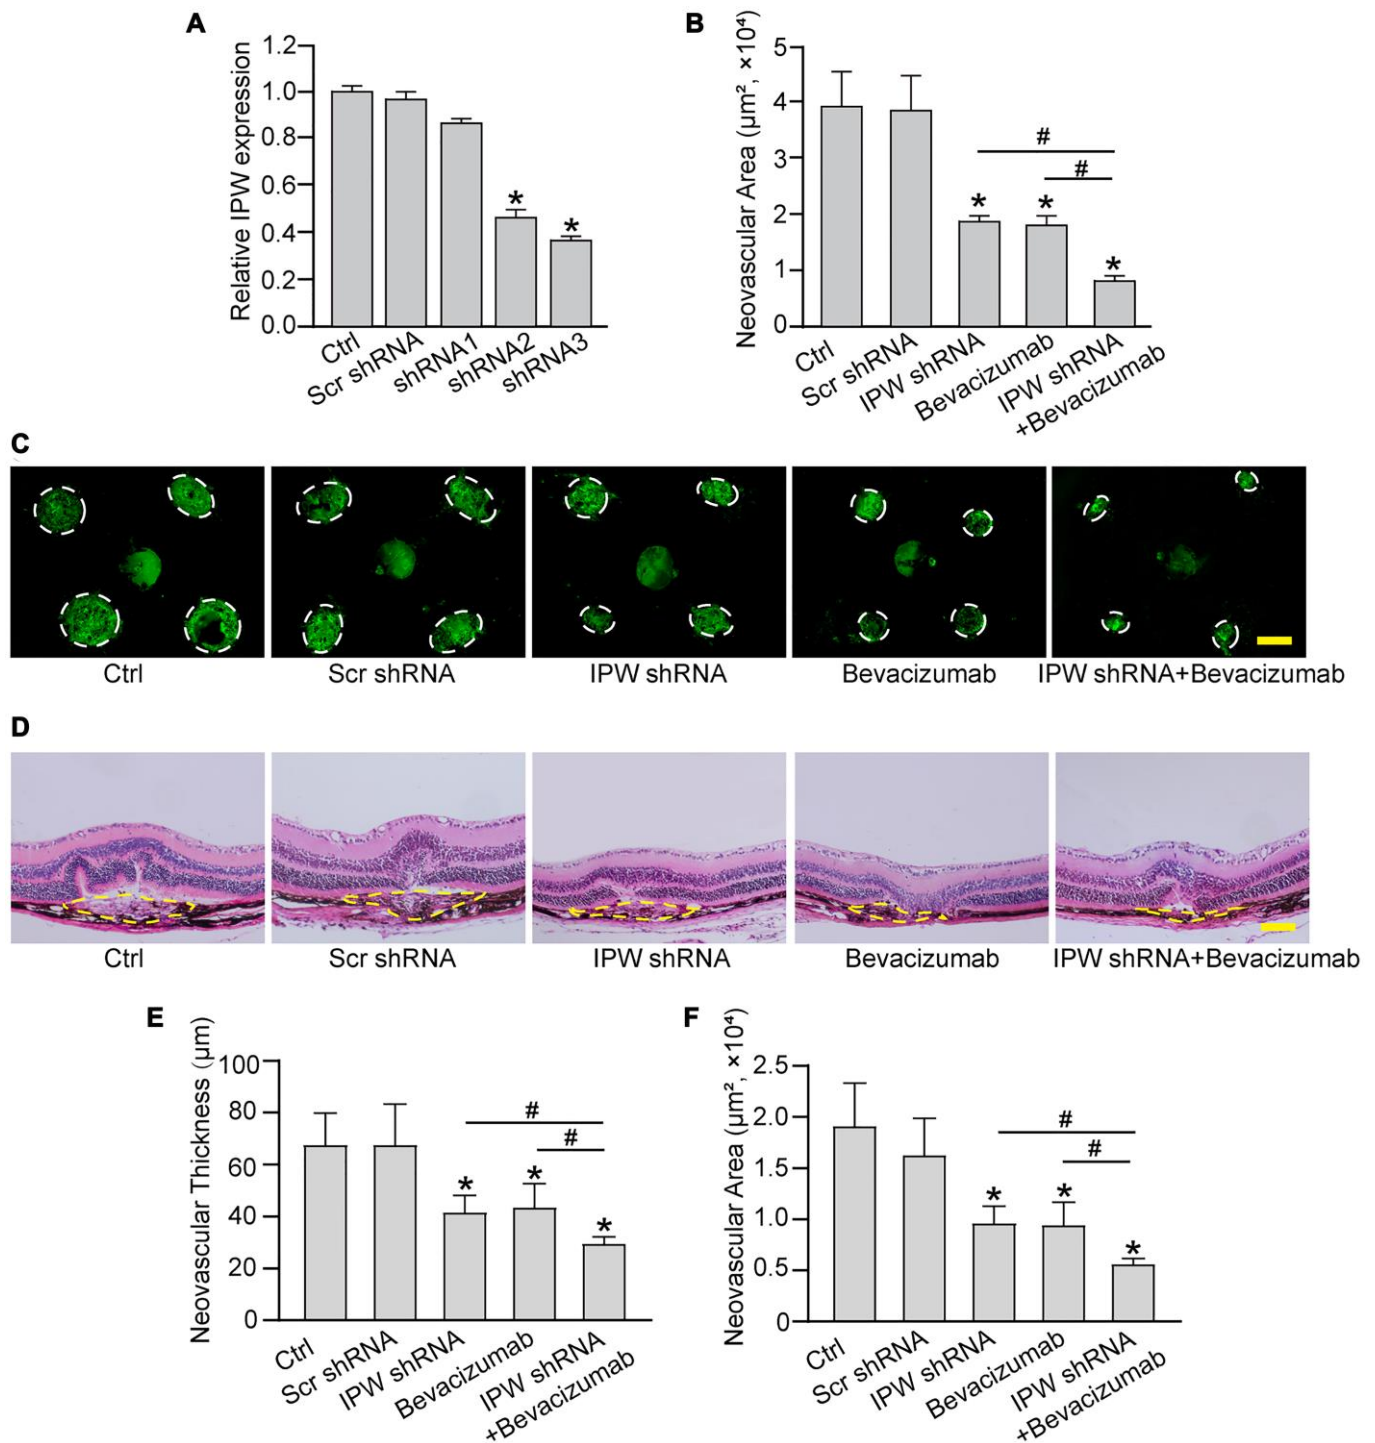 A
Relative IPW expression
1.2
1.0
0.8
0.6
0.4
0.2
0.0
*
*
Ctrl
Scr shRNA
shRNA1
shRNA2
shRNA3
B
Neovascular Area (µm², ×10⁴)
5
4
3
2
1
0
#
#
*
*
*
Ctrl
Scr shRNA
IPW shRNA
Bevacizumab
IPW shRNA
+Bevacizumab
C
Ctrl
Scr shRNA
IPW shRNA
Bevacizumab
IPW shRNA+Bevacizumab
D
Ctrl
Scr shRNA
IPW shRNA
Bevacizumab
IPW shRNA+Bevacizumab
E
Neovascular Thickness (µm)
100
80
60
40
20
0
#
#
*
*
*
Ctrl
Scr shRNA
IPW shRNA
Bevacizumab
IPW shRNA
+Bevacizumab
F
Neovascular Area (µm², ×10⁴)
2.5
2.0
1.5
1.0
0.5
0
#
#
*
*
*
Ctrl
Scr shRNA
IPW shRNA
Bevacizumab
IPW shRNA
+Bevacizumab